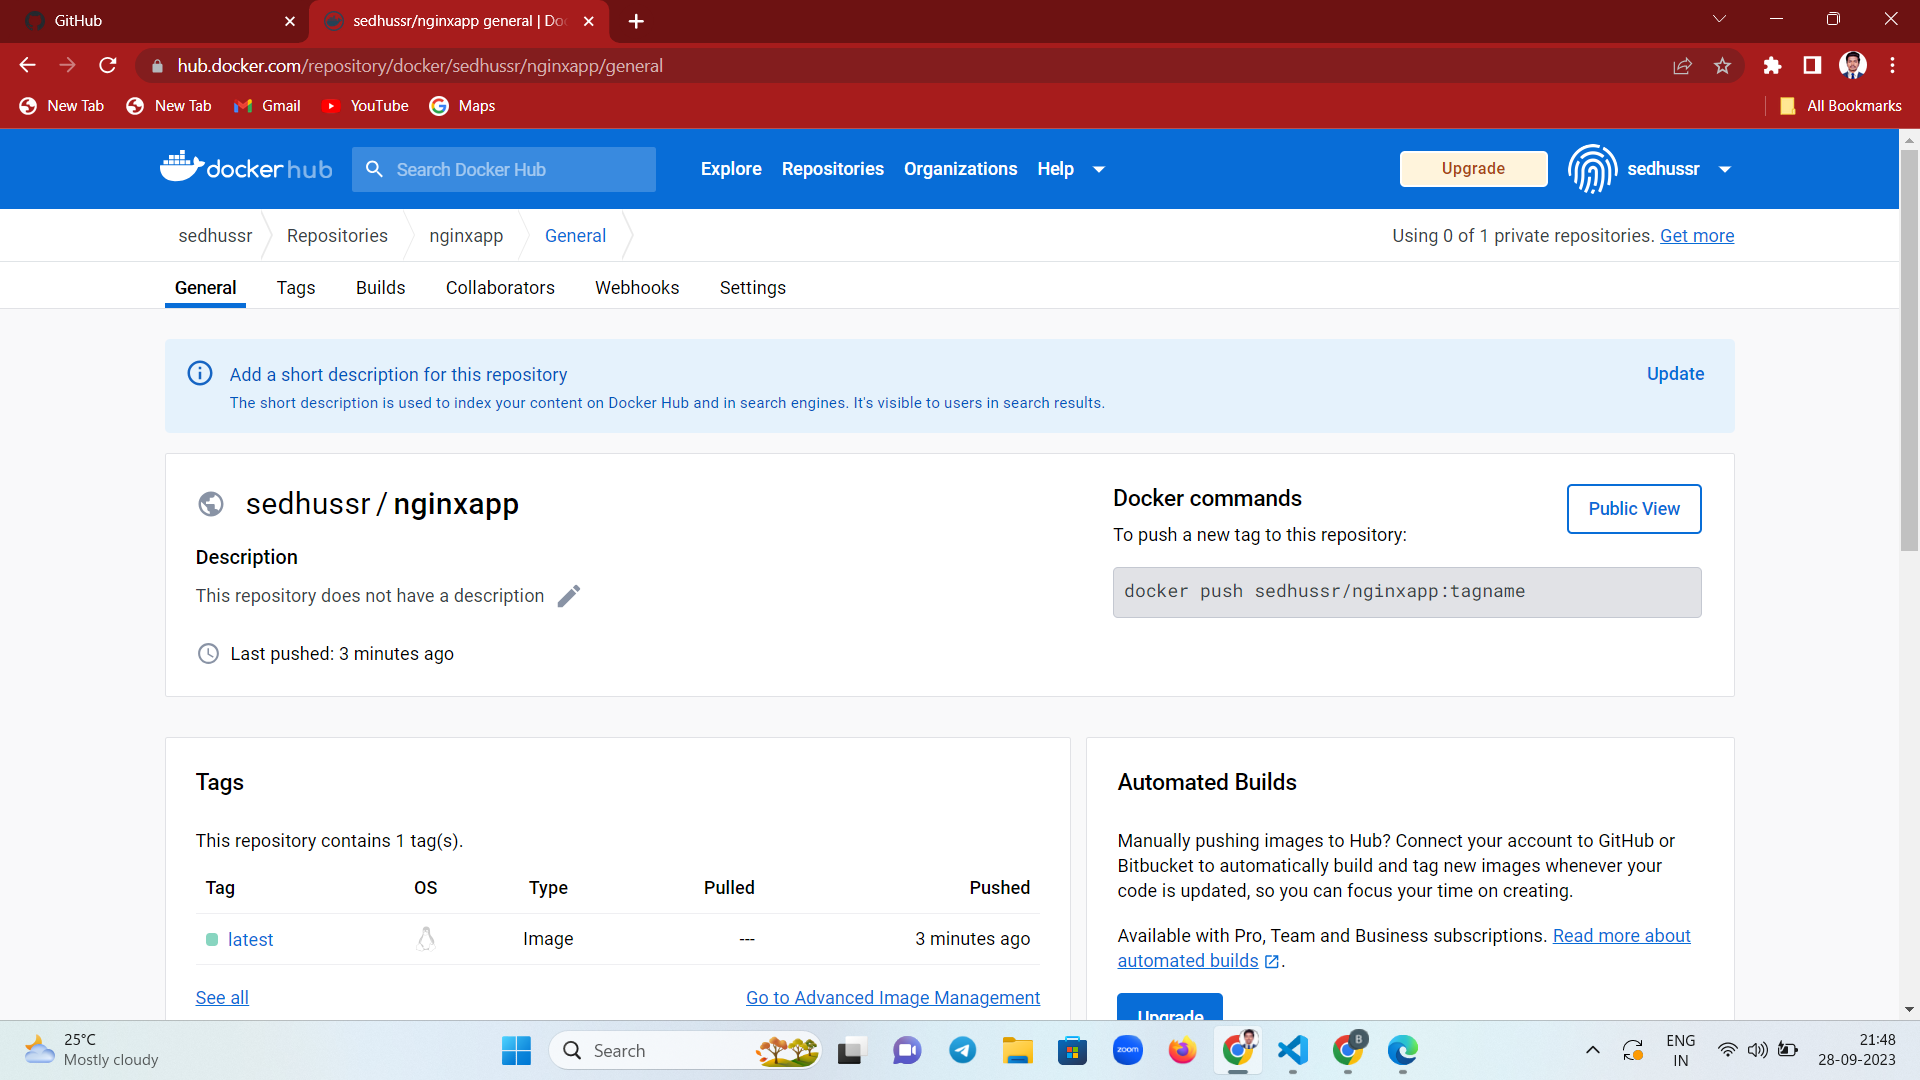 GitHub
sedhussr/nginxapp general | Doc
hub.docker.com/repository/docker/sedhussr/nginxapp/general
New Tab
New Tab
Gmail
YouTube
Maps
All Bookmarks
docker hub
Search Docker Hub
Explore
Repositories
Organizations
Help
Upgrade
sedhussr
sedhussr
Repositories
nginxapp
General
Using 0 of 1 private repositories. Get more
General
Tags
Builds
Collaborators
Webhooks
Settings
Add a short description for this repository
Update
The short description is used to index your content on Docker Hub and in search engines. It's visible to users in search results.
sedhussr / nginxapp
Description
This repository does not have a description
Last pushed: 3 minutes ago
Docker commands
Public View
To push a new tag to this repository:
docker push sedhussr/nginxapp:tagname
Tags
This repository contains 1 tag(s).
Tag OS Type Pulled Pushed
latest Image --- 3 minutes ago
See all
Go to Advanced Image Management
Automated Builds
Manually pushing images to Hub? Connect your account to GitHub or
Bitbucket to automatically build and tag new images whenever your
code is updated, so you can focus your time on creating.
Available with Pro, Team and Business subscriptions. Read more about
automated builds .
Upgrade
25°C
Mostly cloudy
Search
zoom
B
ENG
IN
21:48
28-09-2023